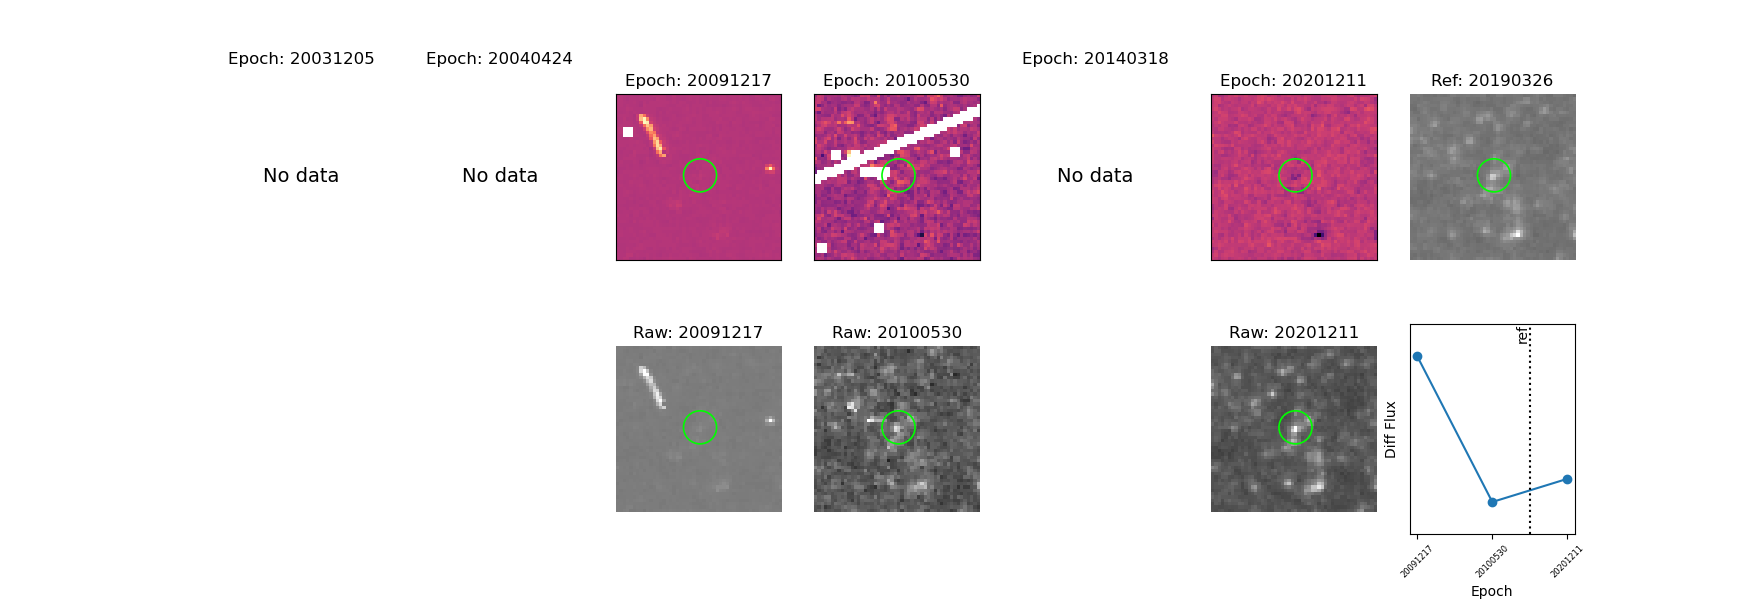 Epoch: 20031205
Epoch: 20040424
Epoch: 20140318
Epoch: 20091217
Epoch: 20100530
Epoch: 20201211
Ref: 20190326
No data
No data
No data
Raw: 20091217
Raw: 20100530
Raw: 20201211
ref
Diff Flux
20091217
20100530
20201211
Epoch